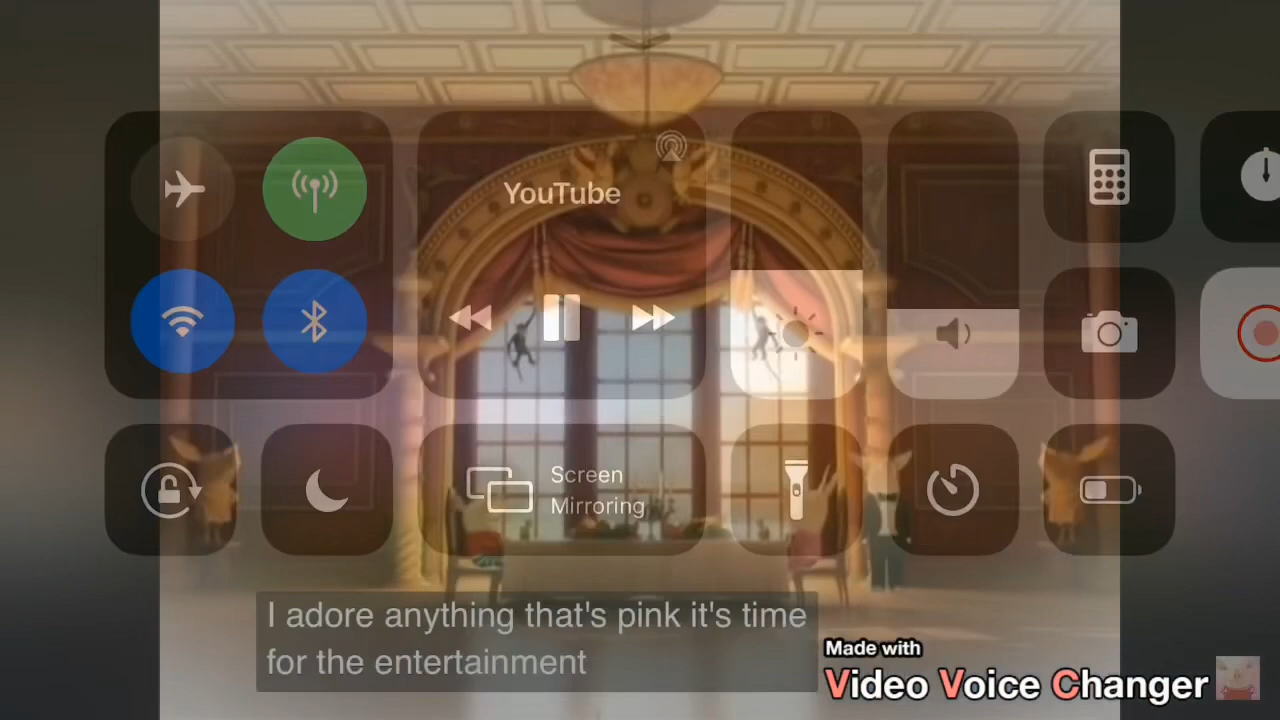 YouTube
Screen
Mirroring
I adore anything that's pink it's time
for the entertainment
Made with
Video Voice Changer